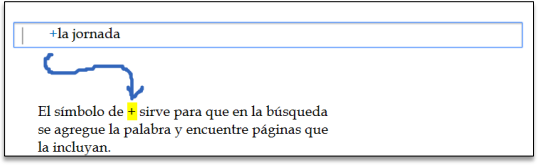 +la jornada
El símbolo de + sirve para que en la búsqueda
se agregue la palabra y encuentre páginas que
la incluyan.